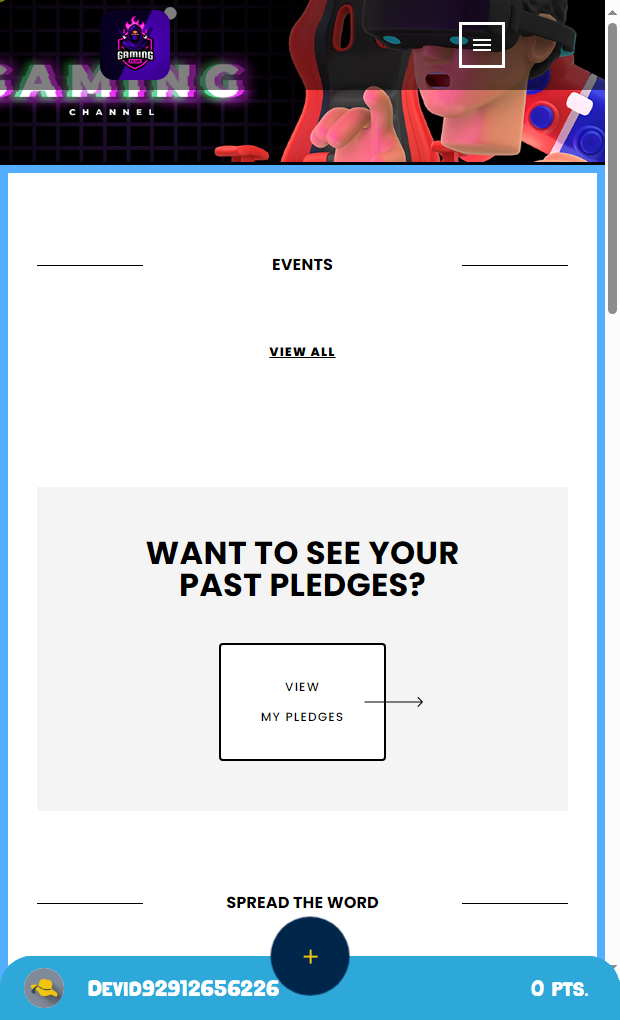 GAMING
GAMING
CHANNEL
EVENTS
VIEW ALL
WANT TO SEE YOUR
PAST PLEDGES?
VIEW
MY PLEDGES
SPREAD THE WORD
+
Devid92912656226
0 PTS.